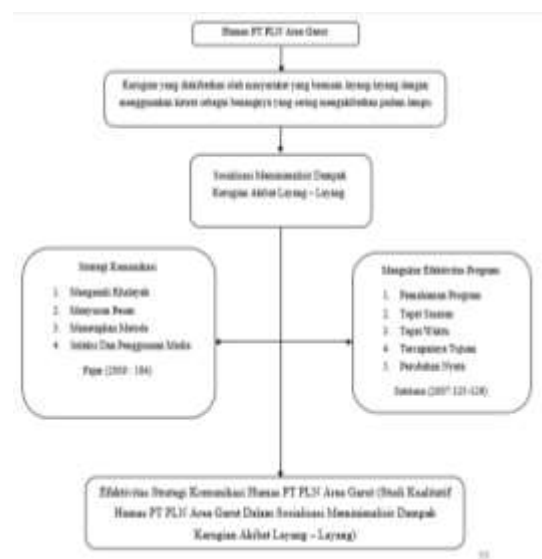 Humas PT PLN Area Garut
Kerugian yang diakibatkan oleh masyarakat yang bermain layang layang dengan
menggunakan kawat sebagai benangnya yang sering mengakibatkan padam lampu
Sosialisasi Meminimalisir Dampak
Kerugian Akibat Layang – Layang
Strategi Komunikasi
1. Mengenali Khalayak
2. Menyusun Pesan
3. Menetapkan Metode
4. Seleksi Dan Penggunaan Media
Mengukur Efektivitas Program
1. Pemahaman Program
2. Tepat Sasaran
3. Tepat Waktu
4. Tercapainya Tujuan
5. Perubahan Nyata
Efektivitas Strategi Komunikasi Humas PT PLN Area Garut (Studi Kualitatif
Humas PT PLN Area Garut Dalam Sosialisasi Meminimalisir Dampak
Kerugian Akibat Layang – Layang)